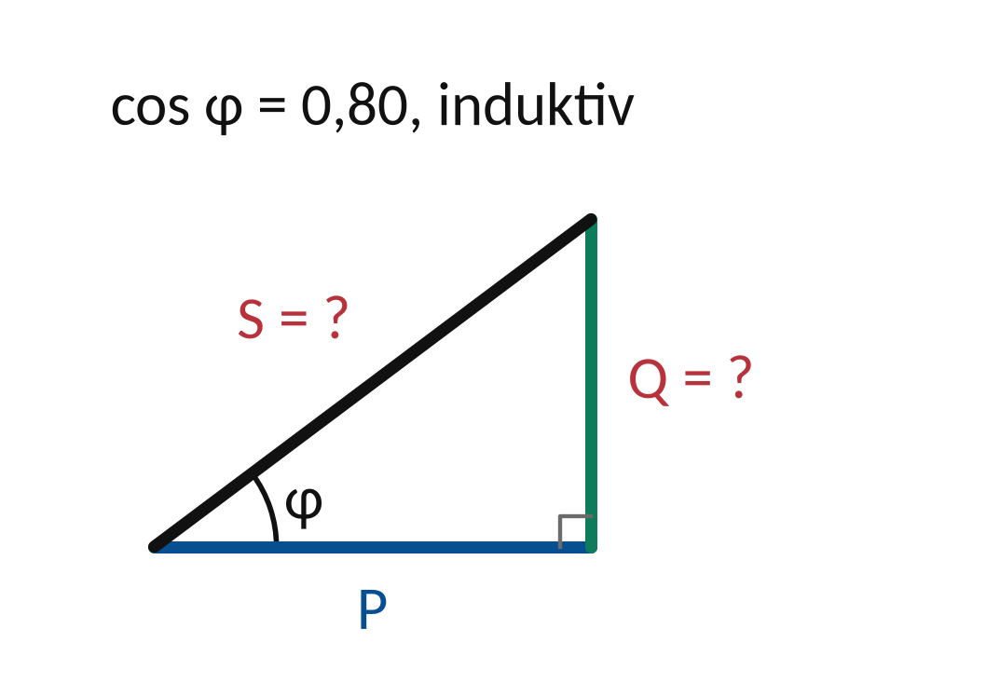 cos φ = 0,80, induktiv
S = ?
Q = ?
φ
P